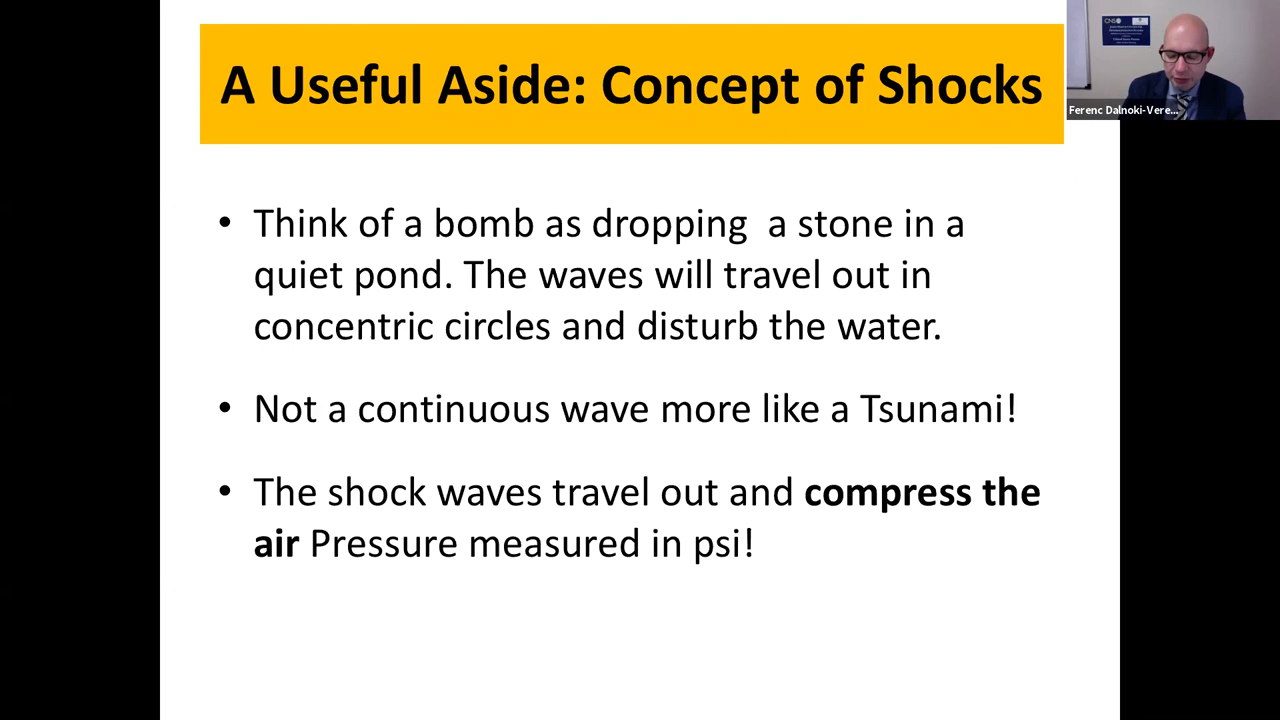 A Useful Aside: Concept of Shocks
• Think of a bomb as dropping  a stone in a
quiet pond. The waves will travel out in
concentric circles and disturb the water.
• Not a continuous wave more like a Tsunami!
• The shock waves travel out and compress the
air Pressure measured in psi!
CNS
Ferenc Dalnoki-Vere...